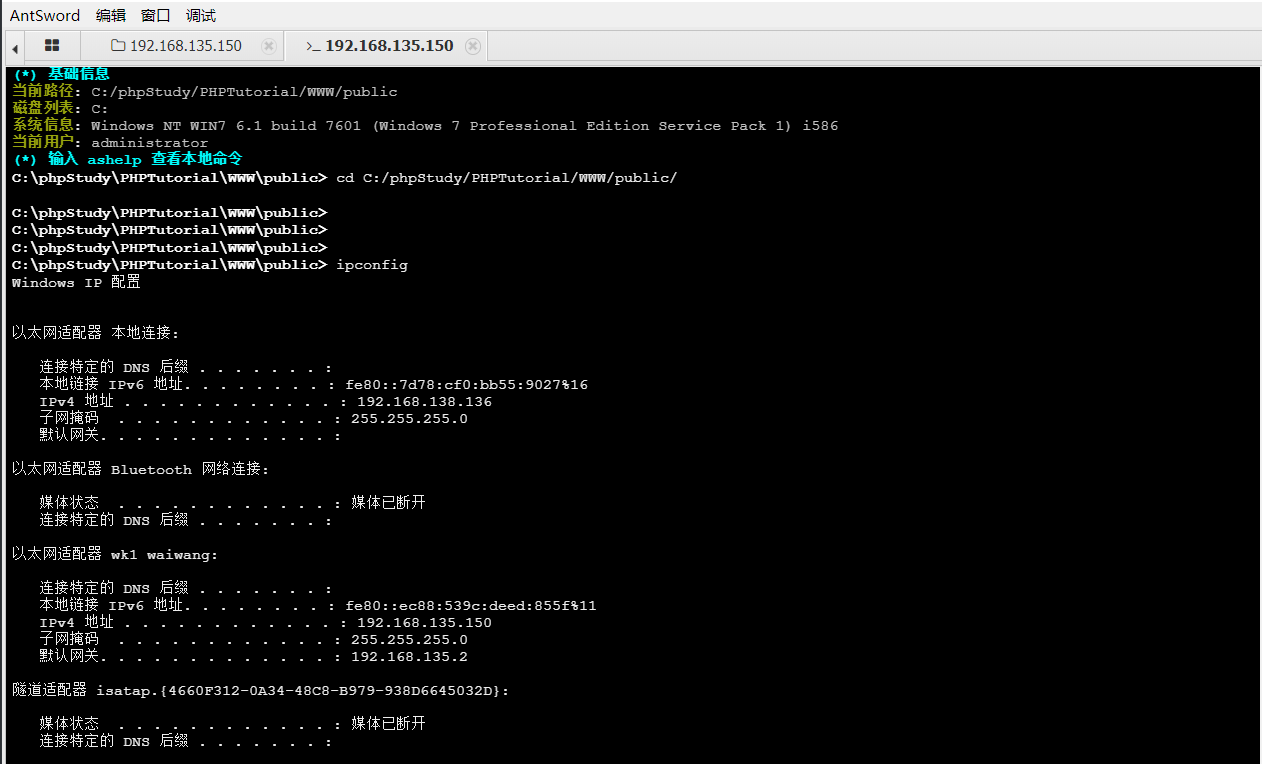 AntSword 编辑 窗口 调试
192.168.135.150 >_ 192.168.135.150
(*) 基础信息
当前路径: C:/phpStudy/PHPTutorial/WWW/public
磁盘列表: C:
系统信息: Windows NT WIN7 6.1 build 7601 (Windows 7 Professional Edition Service Pack 1) i586
当前用户: administrator
(*) 输入 ashelp 查看本地命令
C:\phpStudy\PHPTutorial\WWW\public> cd C:/phpStudy/PHPTutorial/WWW/public/
C:\phpStudy\PHPTutorial\WWW\public>
C:\phpStudy\PHPTutorial\WWW\public>
C:\phpStudy\PHPTutorial\WWW\public>
C:\phpStudy\PHPTutorial\WWW\public> ipconfig
Windows IP 配置
以太网适配器 本地连接:
连接特定的 DNS 后缀 . . . . . . . :
本地链接 IPv6 地址. . . . . . . . : fe80::7d78:cf0:bb55:9027%16
IPv4 地址 . . . . . . . . . . . . : 192.168.138.136
子网掩码 . . . . . . . . . . . . : 255.255.255.0
默认网关. . . . . . . . . . . . . :
以太网适配器 Bluetooth 网络连接:
媒体状态 . . . . . . . . . . . . : 媒体已断开
连接特定的 DNS 后缀 . . . . . . . :
以太网适配器 wk1 waiwang:
连接特定的 DNS 后缀 . . . . . . . :
本地链接 IPv6 地址. . . . . . . . : fe80::ec88:539c:deed:855f%11
IPv4 地址 . . . . . . . . . . . . : 192.168.135.150
子网掩码 . . . . . . . . . . . . : 255.255.255.0
默认网关. . . . . . . . . . . . . : 192.168.135.2
隧道适配器 isatap.{4660F312-0A34-48C8-B979-938D6645032D}:
媒体状态 . . . . . . . . . . . . : 媒体已断开
连接特定的 DNS 后缀 . . . . . . . :